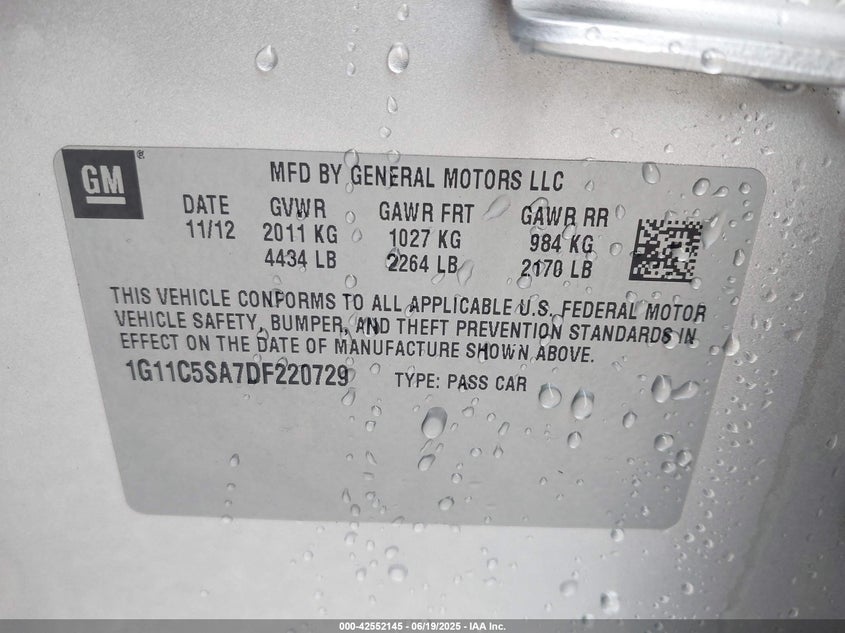 GM®
MFD BY GENERAL MOTORS LLC
DATE GVWR GAWR FRT GAWR RR
11/12 2011 KG 1027 KG 984 KG
4434 LB 2264 LB 2170 LB
THIS VEHICLE CONFORMS TO ALL APPLICABLE U.S. FEDERAL MOTOR
VEHICLE SAFETY, BUMPER, AND THEFT PREVENTION STANDARDS IN
EFFECT ON THE DATE OF MANUFACTURE SHOWN ABOVE.
1G11C5SA7DF220729 TYPE: PASS CAR
000-42552145 - 06/19/2025 - IAA Inc.